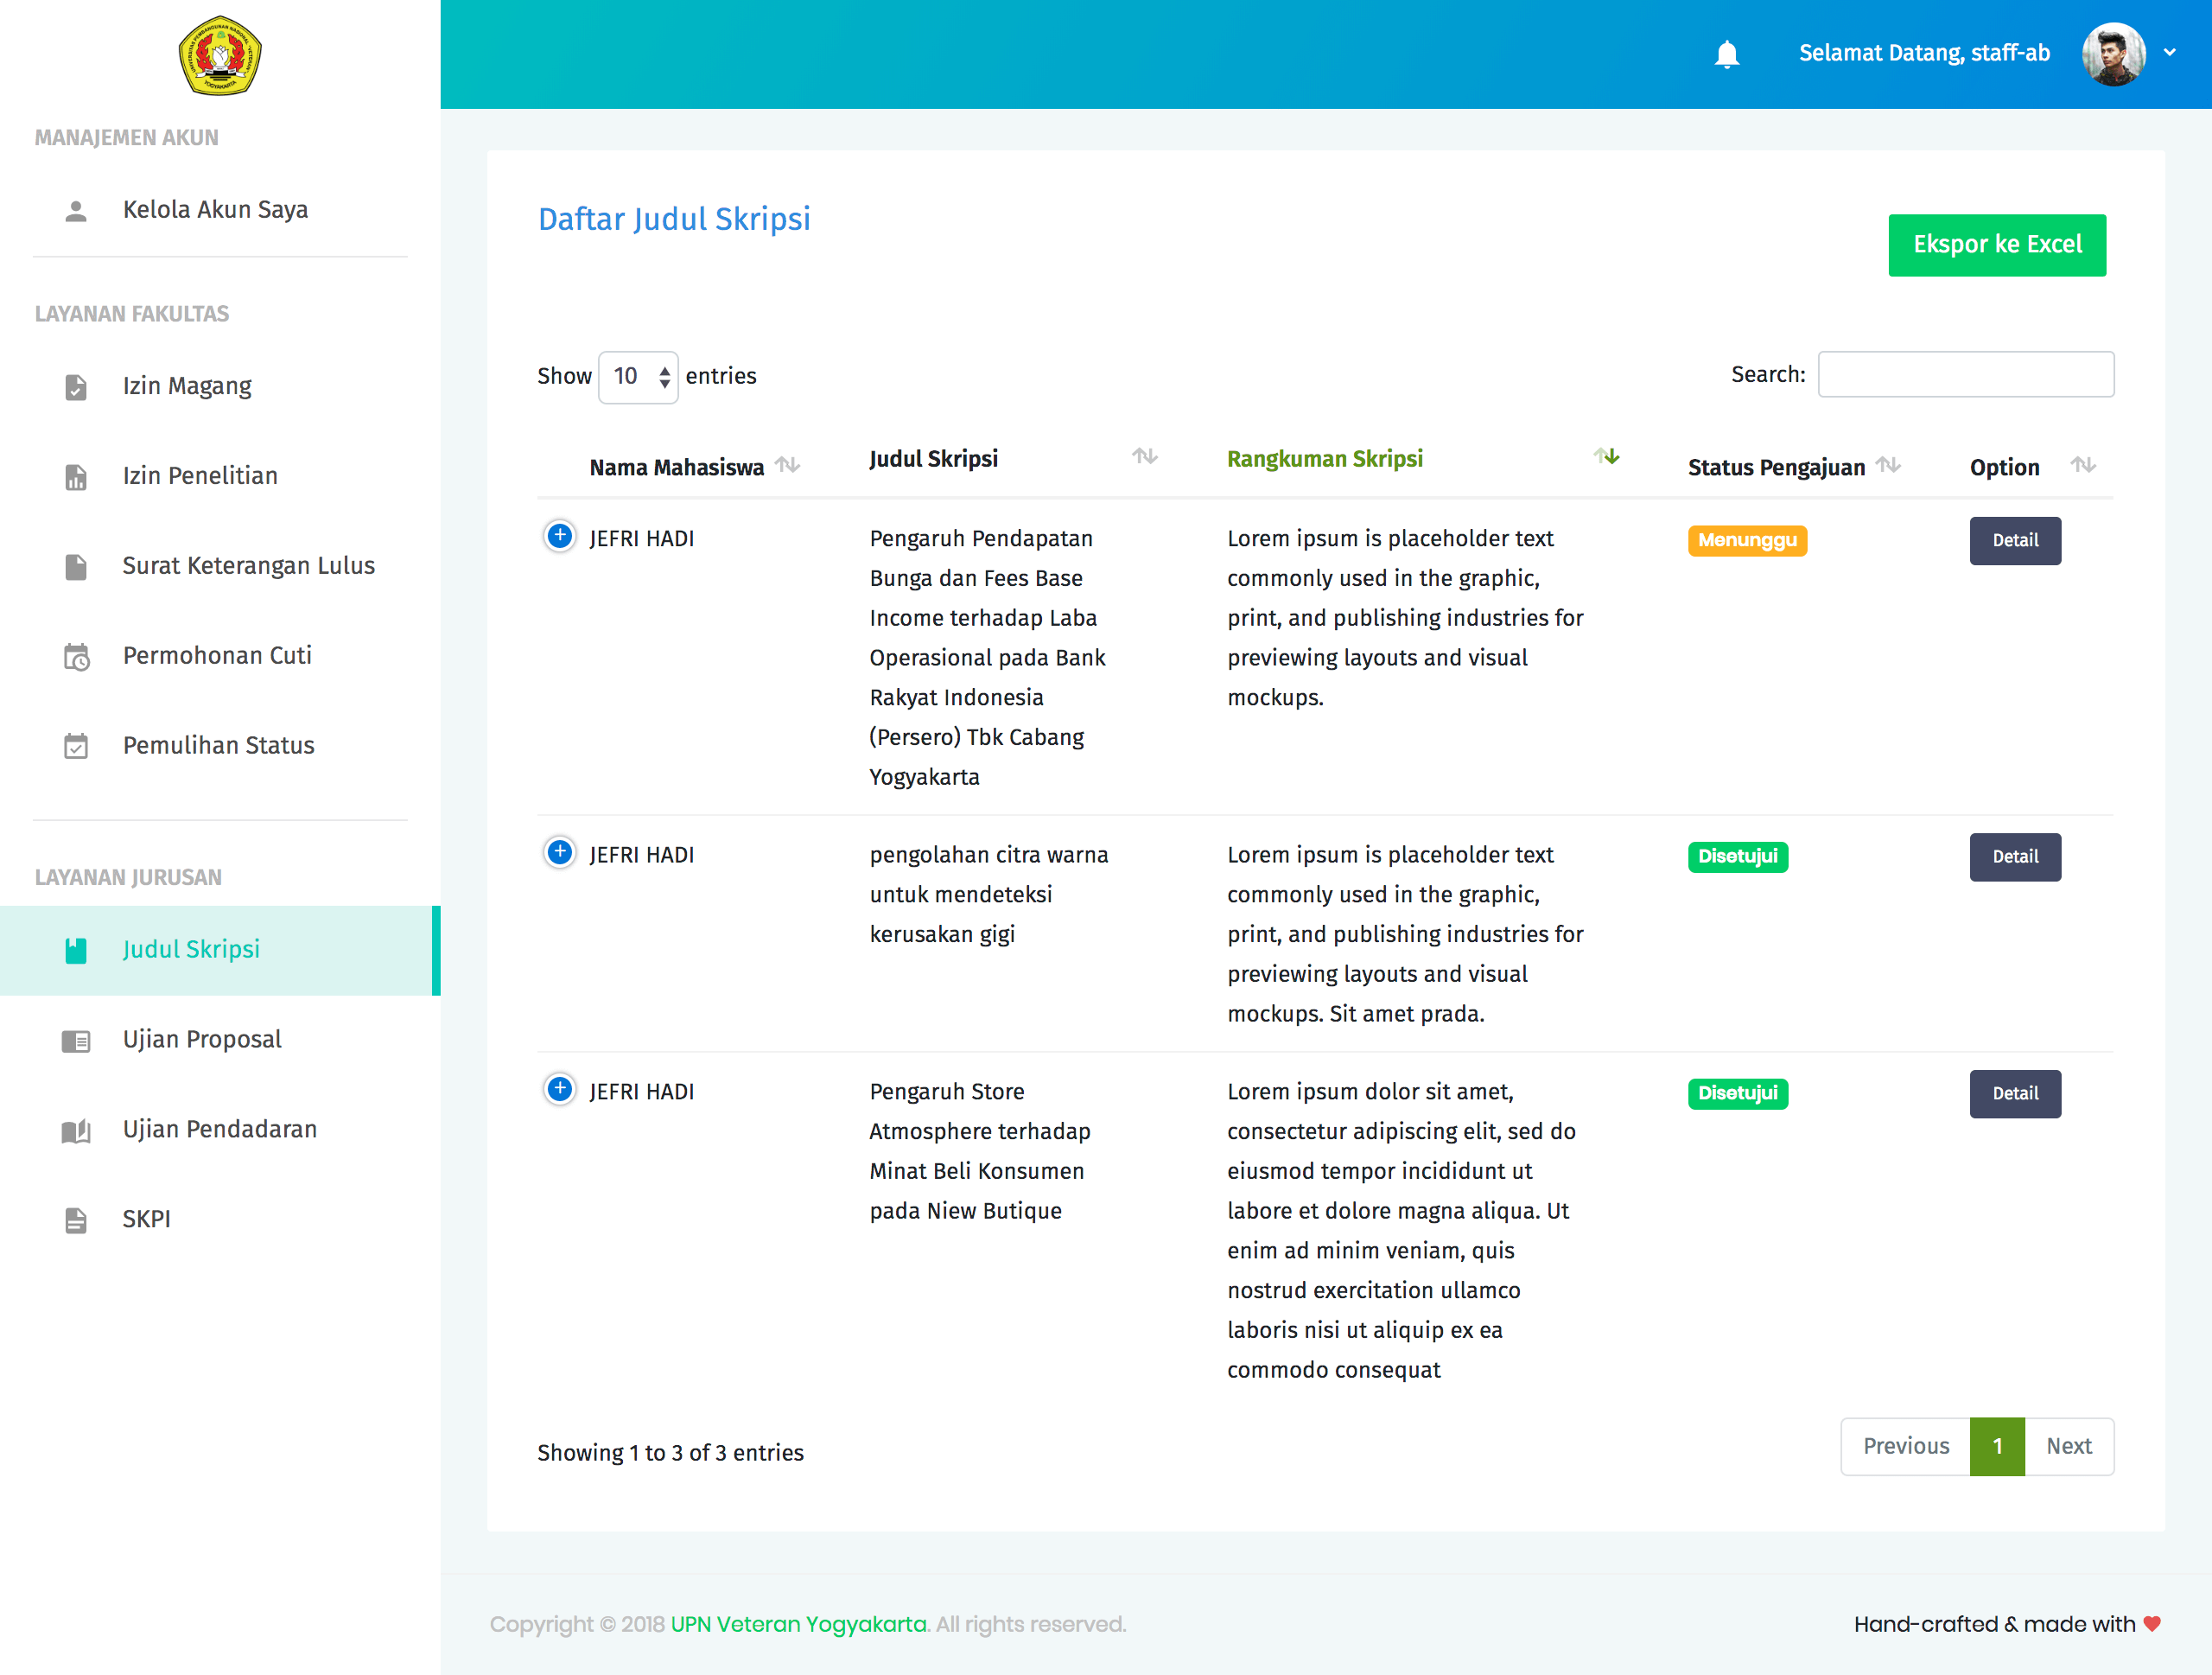 UNIVERSITAS PEMBANGUNAN NASIONAL "VETERAN"
YOGYAKARTA
Selamat Datang, staff-ab
MANAJEMEN AKUN
Kelola Akun Saya
LAYANAN FAKULTAS
Izin Magang
Izin Penelitian
Surat Keterangan Lulus
Permohonan Cuti
Pemulihan Status
LAYANAN JURUSAN
Judul Skripsi
Ujian Proposal
Ujian Pendadaran
SKPI
Daftar Judul Skripsi
Ekspor ke Excel
Show 10 entries
Search:
Nama Mahasiswa Judul Skripsi Rangkuman Skripsi Status Pengajuan Option
JEFRI HADI
Pengaruh Pendapatan
Bunga dan Fees Base
Income terhadap Laba
Operasional pada Bank
Rakyat Indonesia
(Persero) Tbk Cabang
Yogyakarta
Lorem ipsum is placeholder text
commonly used in the graphic,
print, and publishing industries for
previewing layouts and visual
mockups.
Menunggu
Detail
JEFRI HADI
pengolahan citra warna
untuk mendeteksi
kerusakan gigi
Lorem ipsum is placeholder text
commonly used in the graphic,
print, and publishing industries for
previewing layouts and visual
mockups. Sit amet prada.
Disetujui
Detail
JEFRI HADI
Pengaruh Store
Atmosphere terhadap
Minat Beli Konsumen
pada Niew Butique
Lorem ipsum dolor sit amet,
consectetur adipiscing elit, sed do
eiusmod tempor incididunt ut
labore et dolore magna aliqua. Ut
enim ad minim veniam, quis
nostrud exercitation ullamco
laboris nisi ut aliquip ex ea
commodo consequat
Disetujui
Detail
Showing 1 to 3 of 3 entries
Previous 1 Next
Copyright © 2018 UPN Veteran Yogyakarta. All rights reserved.
Hand-crafted & made with